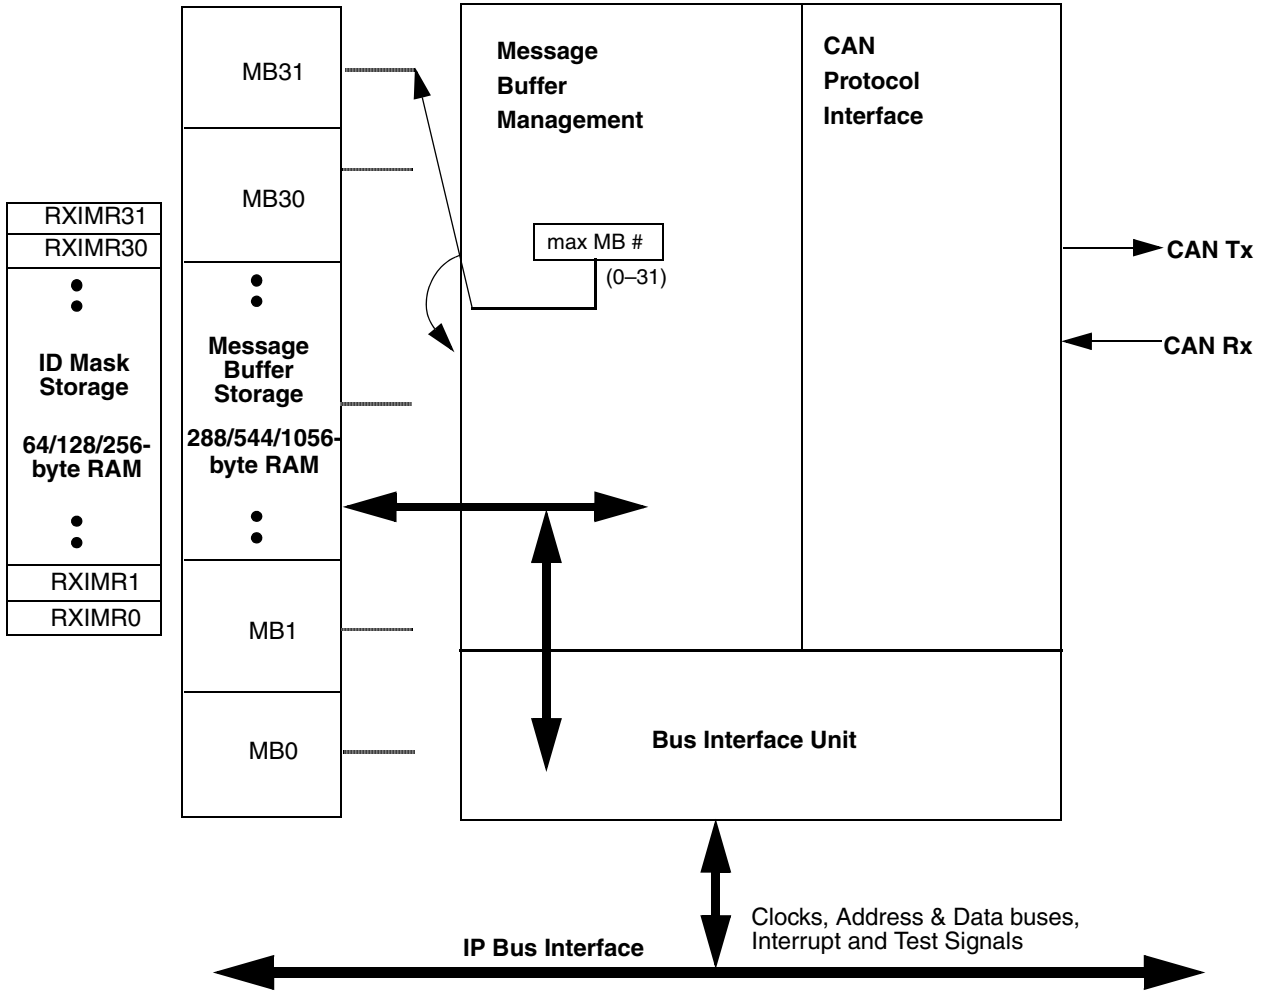 RXIMR31
RXIMR30
ID Mask
Storage
64/128/256-
byte RAM
RXIMR1
RXIMR0
MB31
MB30
Message
Buffer
Storage
288/544/1056-
byte RAM
MB1
MB0
Message
Buffer
Management
max MB #
(0–31)
CAN
Protocol
Interface
CAN Tx
CAN Rx
Bus Interface Unit
Clocks, Address & Data buses,
Interrupt and Test Signals
IP Bus Interface